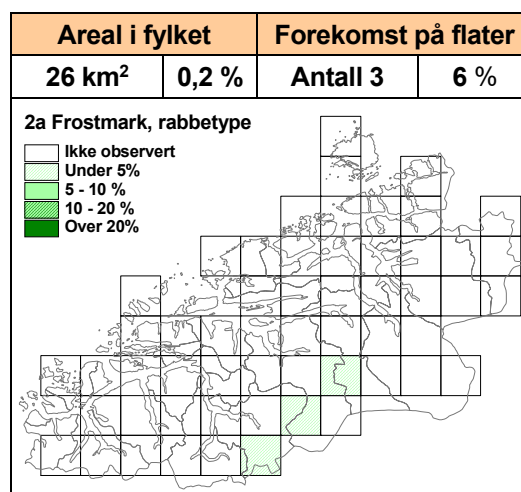 Areal i fylket Forekomst på flater
26 km² 0,2 % Antall 3 6 %
2a Frostmark, rabbetype
Ikke observert
Under 5%
5 - 10 %
10 - 20 %
Over 20%